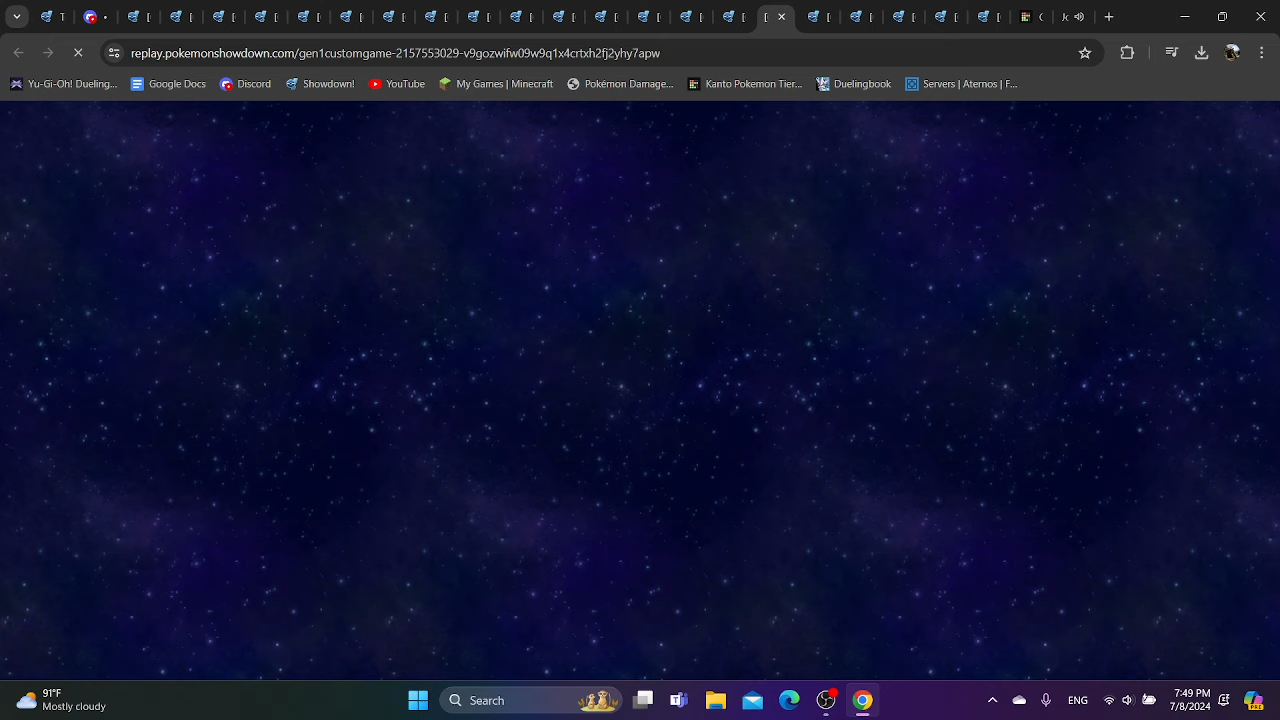 replay.pokemonshowdown.com/gen1customgame-2157553029-v9gozwifw09w9q1x4crtxh2fj2yhy7apw
Yu-Gi-Oh! Dueling... Google Docs Discord Showdown! YouTube My Games | Minecraft Pokémon Damage... Kanto Pokemon Tier... Duelingbook Servers | Aternos | F...
91°F
Mostly cloudy
Search
ENG
7:49 PM
7/8/2024
PRE